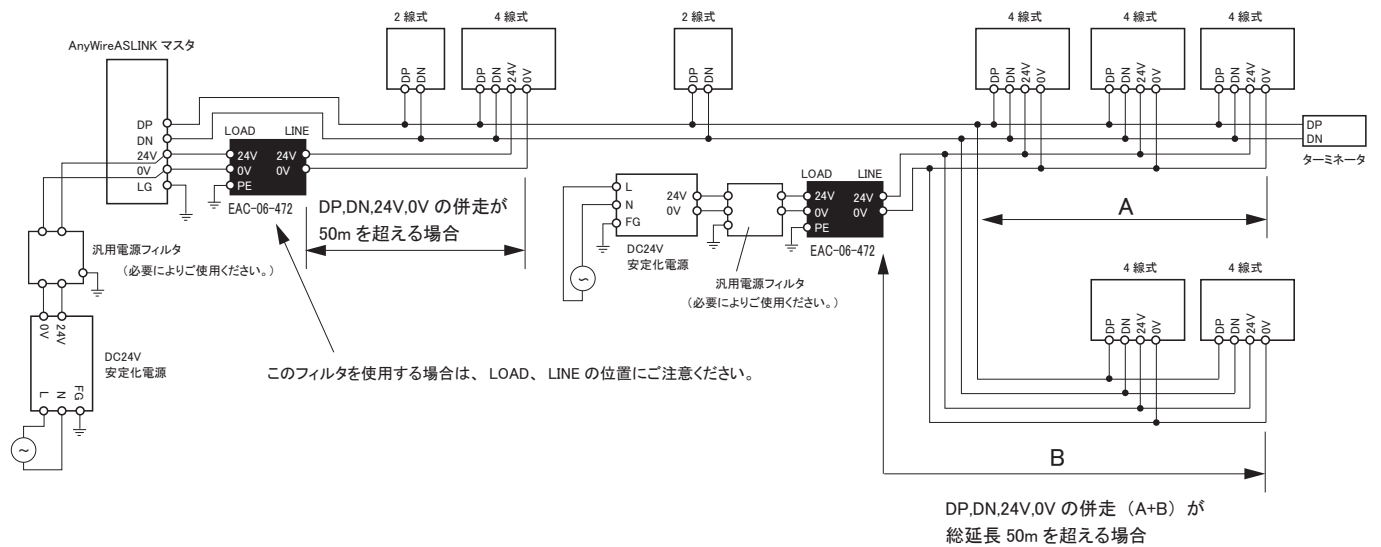 2 線式
4 線式
2 線式
4 線式
4 線式
4 線式
AnyWireASLINK マスタ
DP
DN
DP
DN
24V
0V
DP
DN
DP
DN
24V
0V
DP
DN
24V
0V
DP
DN
24V
0V
DP
DN
24V
0V
LG
LOAD
LINE
24V
0V
PE
24V
0V
EAC-06-472
DP
DN
ターミネータ
DP,DN,24V,0V の併走が
50m を超える場合
L
N
FG
24V
0V
DC24V
安定化電源
汎用電源フィルタ
(必要によりご使用ください。)
LOAD
LINE
24V
0V
PE
24V
0V
EAC-06-472
A
汎用電源フィルタ
(必要によりご使用ください。)
0V
24V
L
N
FG
DC24V
安定化電源
~
~
このフィルタを使用する場合は、 LOAD、 LINE の位置にご注意ください。
4 線式
4 線式
DP
DN
24V
0V
DP
DN
24V
0V
B
DP,DN,24V,0V の併走（A+B）が
総延長 50m を超える場合